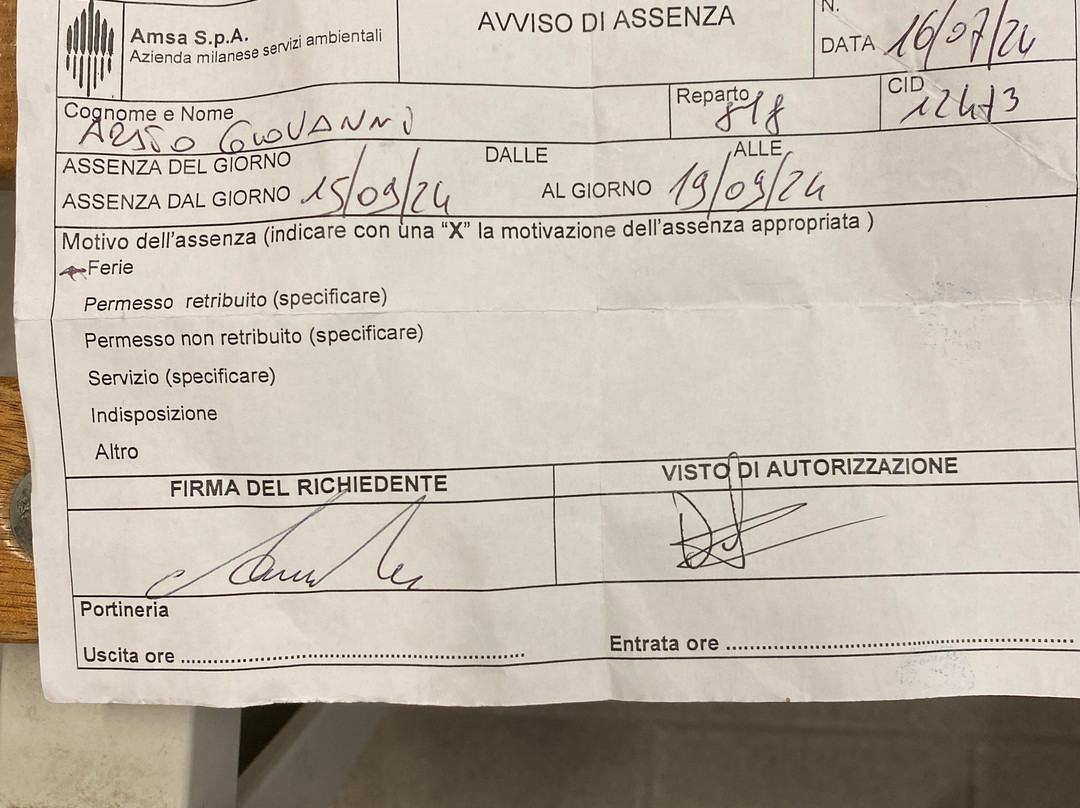 Amsa S.p.A.
Azienda milanese servizi ambientali
AVVISO DI ASSENZA
N.
DATA 16/07/24
Cognome e Nome
GIOVANNI
Reparto
818
CID
ASSENZA DEL GIORNO DALLE ALLE
ASSENZA DAL GIORNO 15/09/24 AL GIORNO 19/09/24
Motivo dell'assenza (indicare con una "X" la motivazione dell'assenza appropriata )
Ferie
Permesso retribuito (specificare)
Permesso non retribuito (specificare)
Servizio (specificare)
Indisposizione
Altro
FIRMA DEL RICHIEDENTE
VISTO DI AUTORIZZAZIONE
Portineria
Uscita ore ............................................................
Entrata ore ............................................................